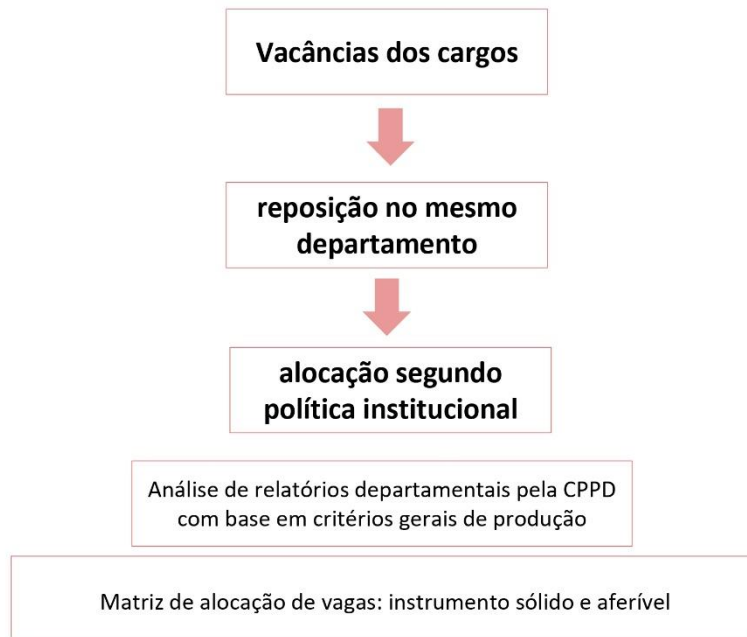 Vacâncias dos cargos
reposição no mesmo
departamento
alocação segundo
política institucional
Análise de relatórios departamentais pela CPPD
com base em critérios gerais de produção
Matriz de alocação de vagas: instrumento sólido e aferível